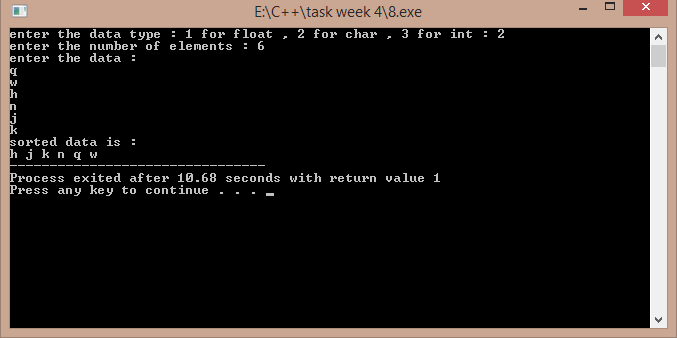 E:\C++\task week 4\8.exe
enter the data type : 1 for float , 2 for char , 3 for int : 2
enter the number of elements : 6
enter the data :
q
w
h
n
j
k
sorted data is :
h j k n q w
--------------------------------
Process exited after 10.68 seconds with return value 1
Press any key to continue . . . _